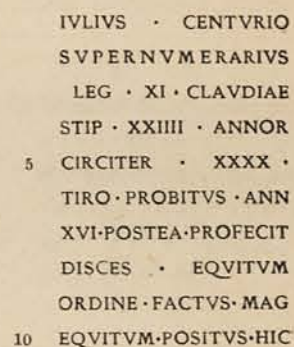 IVLIVS · CENTVRIO
SVPERNVMERARIVS
LEG · XI · CLAVDIAE
STIP · XXIIII · ANNOR
5 CIRCITER · XXXX ·
TIRO · PROBITVS · ANN
XVI · POSTEA · PROFECIT
DISCES · EQVITVM
ORDINE · FACTVS · MAG
10 EQVITVM · POSITVS · HIC